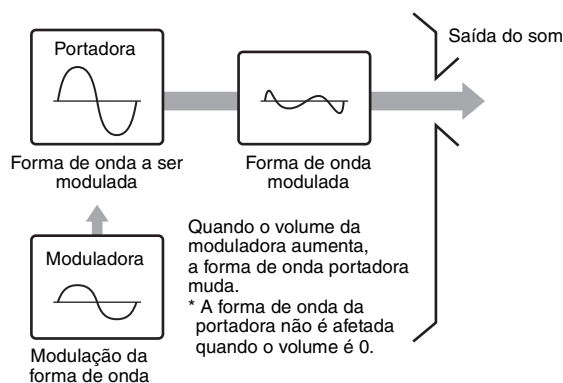 Portadora
Saída do som
Forma de onda a ser
modulada
Forma de onda
modulada
Moduladora
Modulação da
forma de onda
Quando o volume da
moduladora aumenta,
a forma de onda portadora
muda.
* A forma de onda da
portadora não é afetada
quando o volume é 0.